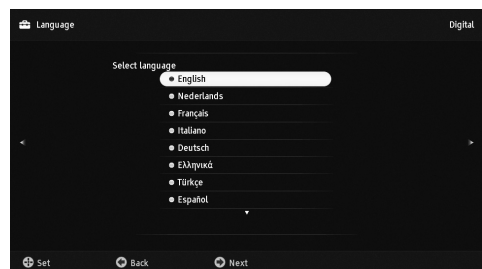 Language
Digital
Select language
English
Nederlands
Français
Italiano
Deutsch
Ελληνικά
Türkçe
Español
Set Back Next